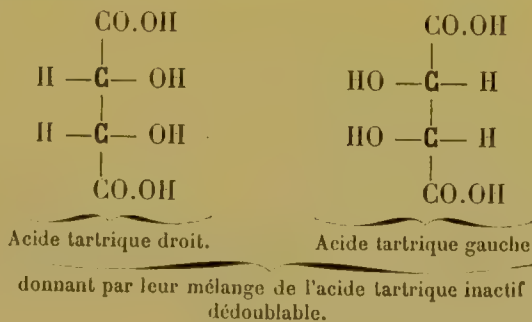 CO.OH CO.OH
H — C — OH HO — C — H
H — C — OH HO — C — H
CO.OH CO.OH
Acide tartrique droit. Acide tartrique gauche
donnant par leur mélange de l'acide tartrique inactif
dédoublable.